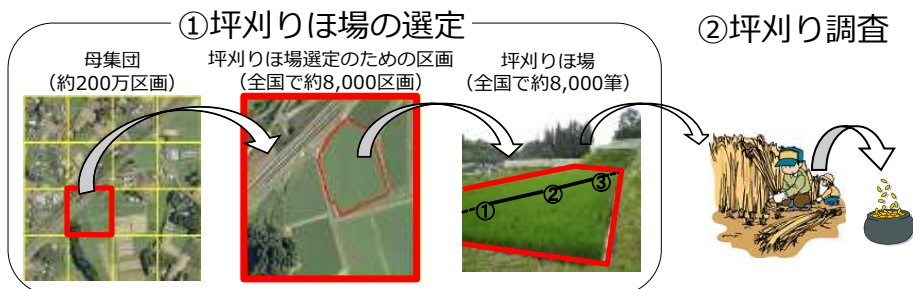 ①坪刈りほ場の選定
②坪刈り調査
母集団
（約200万区画）
坪刈りほ場選定のための区画
（全国で約8,000区画）
坪刈りほ場
（全国で約8,000筆）
①
②
③